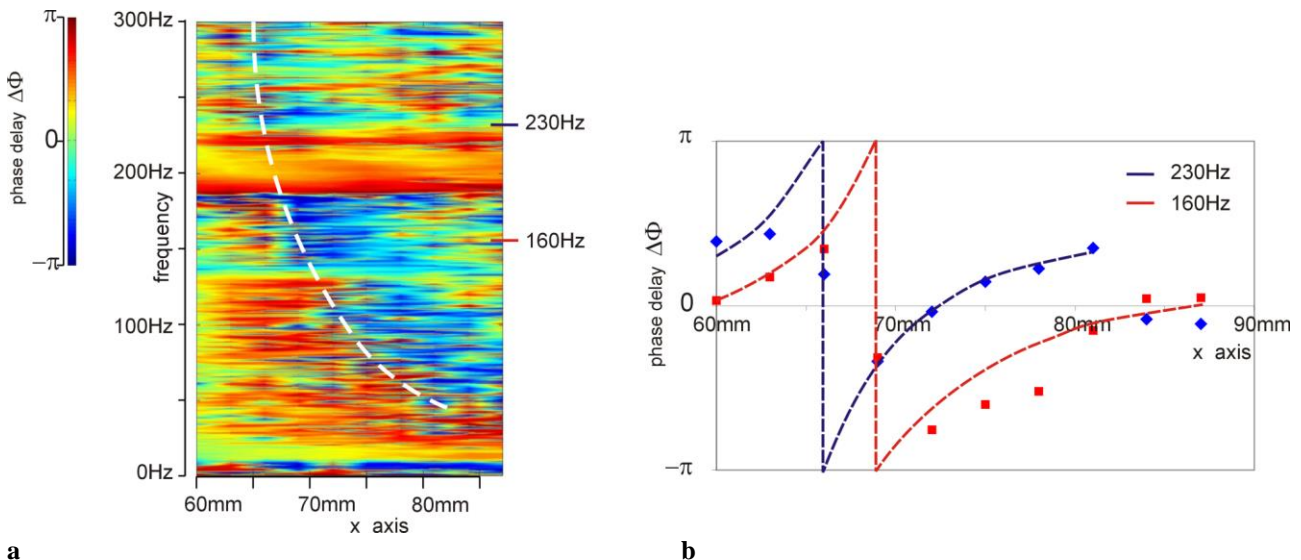 π
0
−π
phase delay ΔΦ
300Hz
200Hz
100Hz
0Hz
frequency
60mm 70mm 80mm
x axis
230Hz
160Hz
a
π
0
−π
phase delay ΔΦ
230Hz
160Hz
60mm 70mm 80mm 90mm
x axis
b